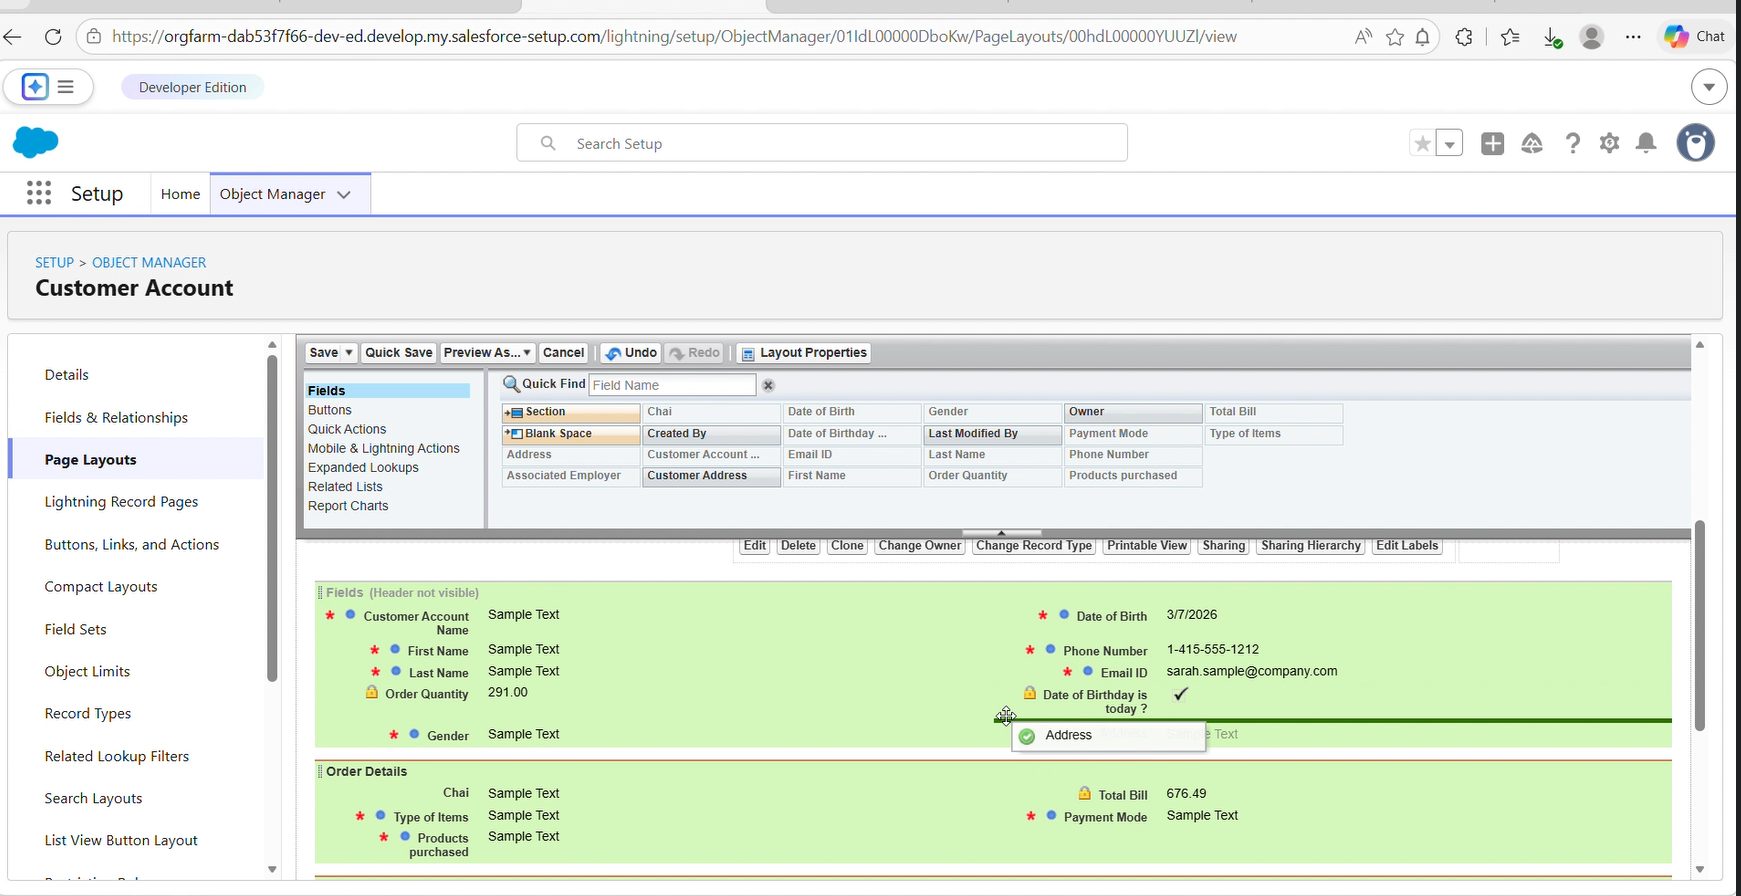 https://orgfarm-dab53f7f66-dev-ed.develop.my.salesforce-setup.com/lightning/setup/ObjectManager/01IdL00000DboKw/PageLayouts/00hdL00000YUUZI/view
Chat
Developer Edition
Search Setup
Setup
Home
Object Manager
SETUP > OBJECT MANAGER
Customer Account
Details
Fields & Relationships
Page Layouts
Lightning Record Pages
Buttons, Links, and Actions
Compact Layouts
Field Sets
Object Limits
Record Types
Related Lookup Filters
Search Layouts
List View Button Layout
Save
Quick Save
Preview As...
Cancel
Undo
Redo
Layout Properties
Fields
Buttons
Quick Actions
Mobile & Lightning Actions
Expanded Lookups
Related Lists
Report Charts
Quick Find Field Name
Section Chai Date of Birth Gender Owner Total Bill
Blank Space Created By Date of Birthday ... Last Modified By Payment Mode Type of Items
Address Customer Account ... Email ID Last Name Phone Number
Associated Employer Customer Address First Name Order Quantity Products purchased
Edit Delete Clone Change Owner Change Record Type Printable View Sharing Sharing Hierarchy Edit Labels
Fields (Header not visible)
* Customer Account Name Sample Text
* Date of Birth 3/7/2026
* First Name Sample Text
* Phone Number 1-415-555-1212
* Last Name Sample Text
* Email ID sarah.sample@company.com
Order Quantity 291.00
Date of Birthday is today ? ✓
* Gender Sample Text
Address
Text
Order Details
Chai Sample Text
Total Bill 676.49
* Type of Items Sample Text
* Payment Mode Sample Text
* Products purchased Sample Text